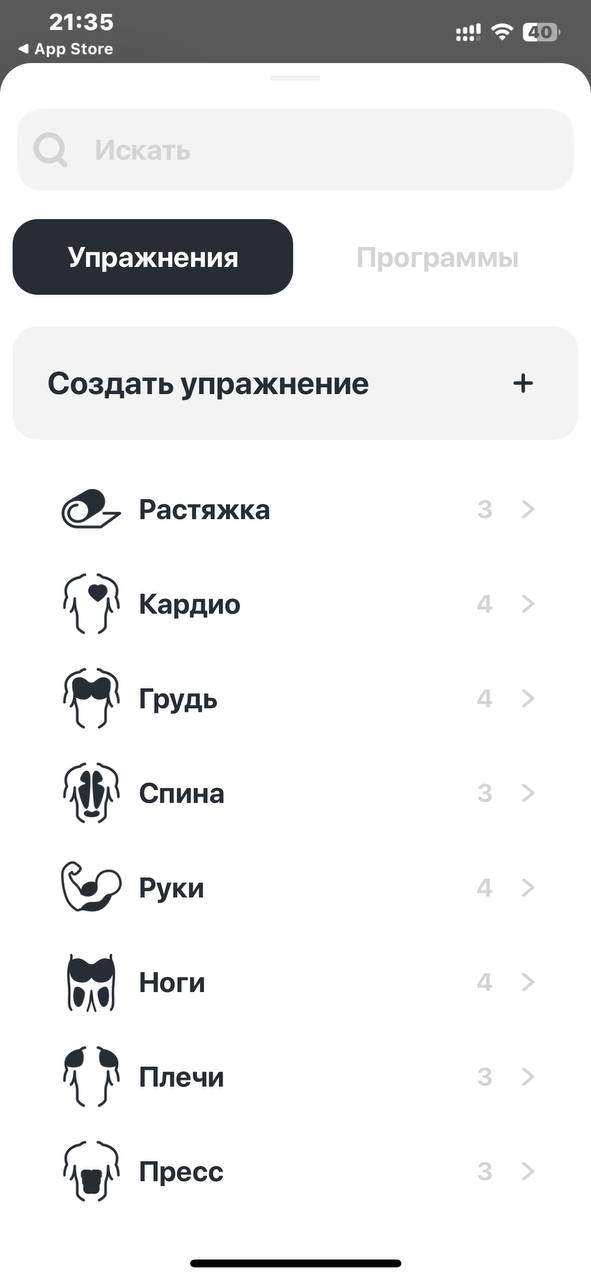 21:35
◀ App Store
40
Искать
Упражнения
Программы
Создать упражнение +
Растяжка 3
Кардио 4
Грудь 4
Спина 3
Руки 4
Ноги 4
Плечи 3
Пресс 3